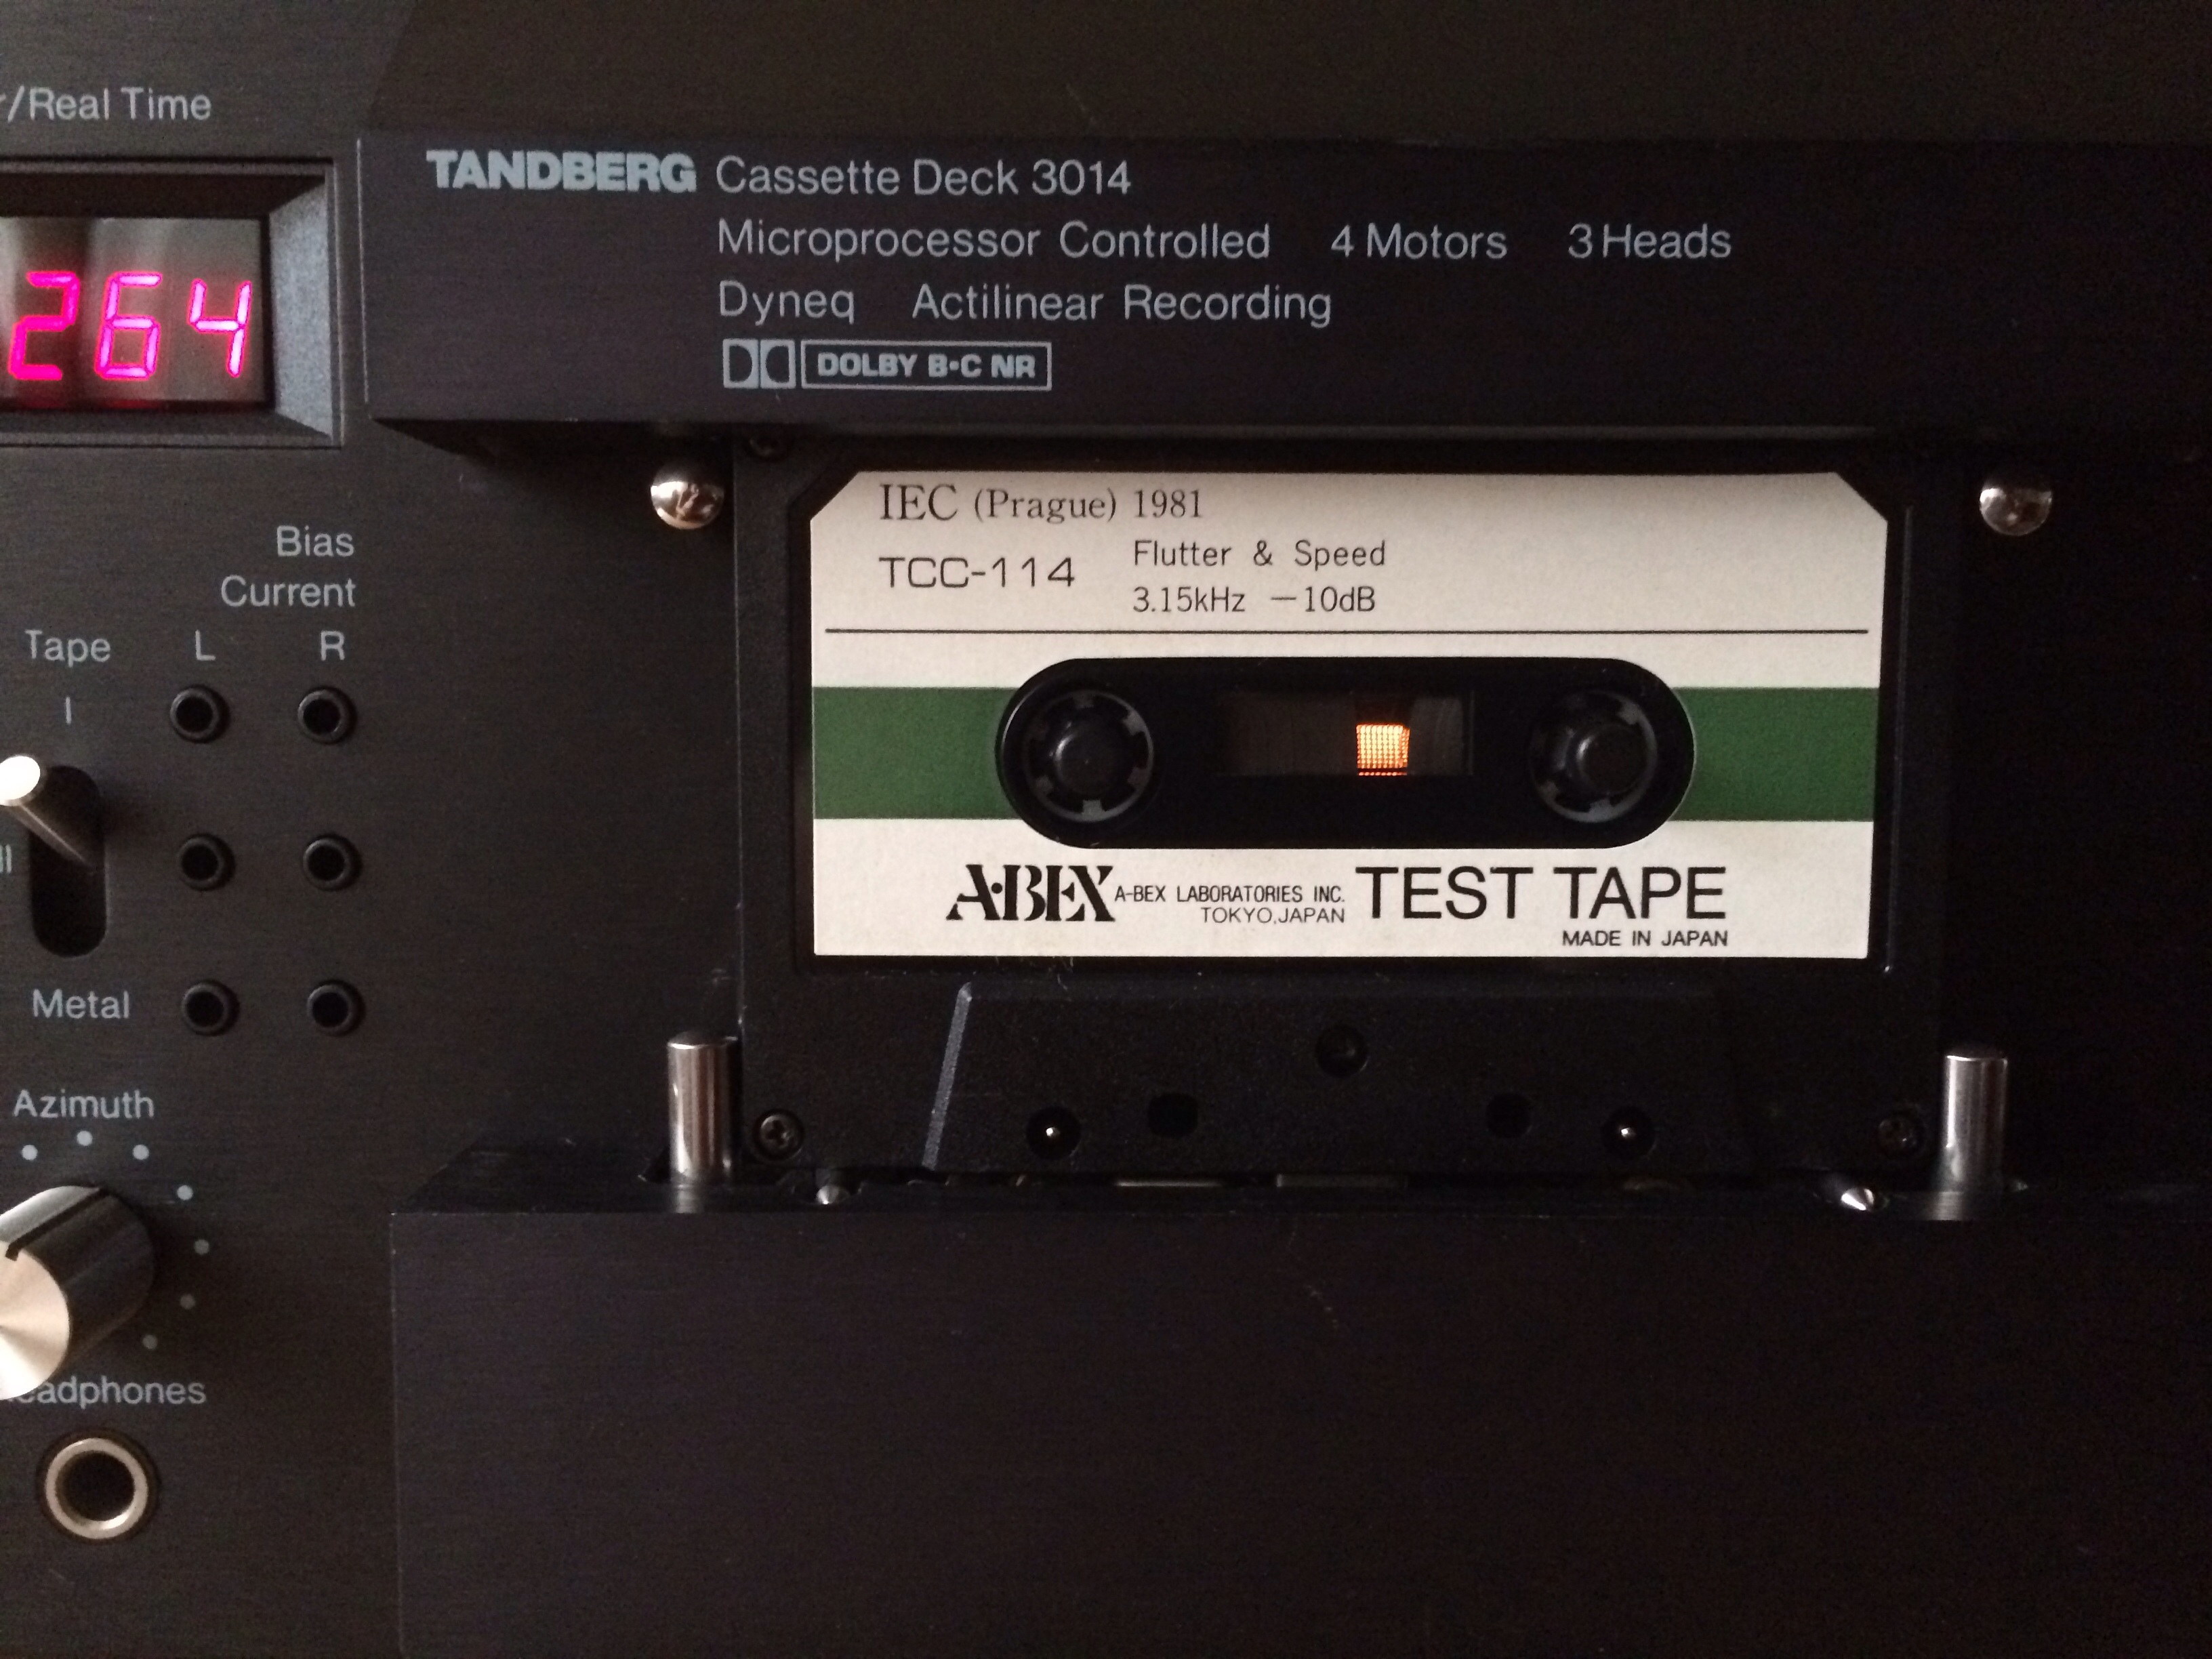 /Real Time
264
TANDBERG Cassette Deck 3014
Microprocessor Controlled 4 Motors 3 Heads
Dyneq Actilinear Recording
DOLBY B•C NR
Bias
Current
Tape L R
I
II
Metal
Azimuth
eadphones
IEC (Prague) 1981
TCC-114
Flutter & Speed
3.15kHz —10dB
A·BEX A-BEX LABORATORIES INC.
TOKYO, JAPAN
TEST TAPE
MADE IN JAPAN